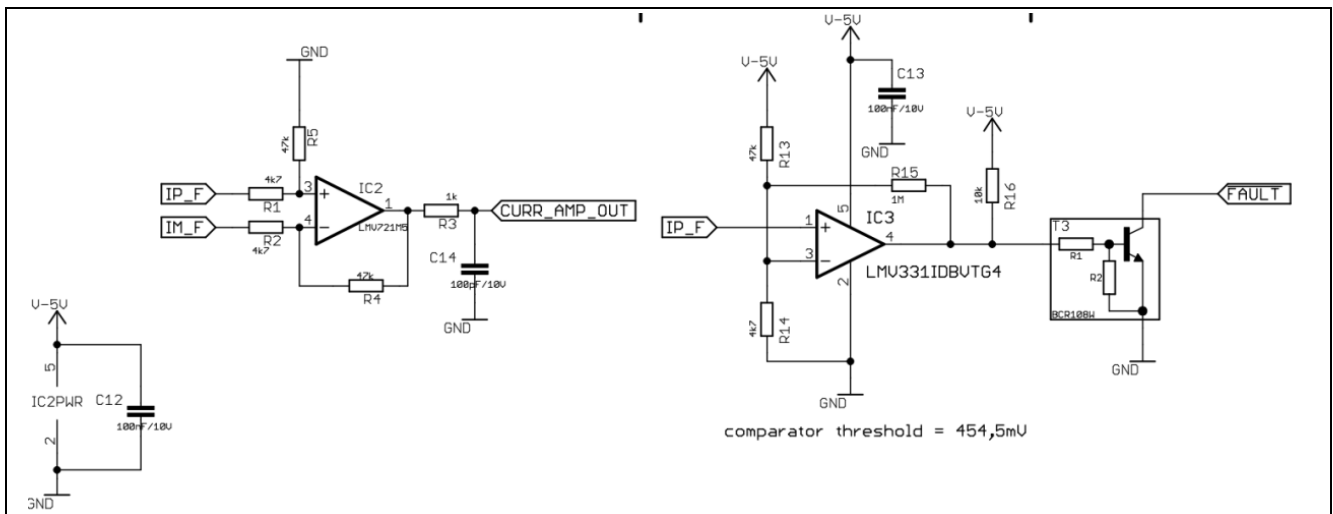 GND
47k
R5
IP_F
4k7
R1
3
IC2
1
1k
R3
CURR_AMP_OUT
IM_F
R2
4k7
4
LMV721M5
47k
R4
C14
100pF/10V
GND
V-5V
5
IC2PWR
2
C12
100nF/10V
GND
V-5V
C13
100nF/10V
GND
V-5V
47k
R13
R15
1M
V-5V
10k
R16
IP_F
1
3
5
IC3
4
2
LMV331IDBVTG4
4k7
R14
GND
FAULT
T3
R1
R2
BCR108W
GND
comparator threshold = 454,5mV